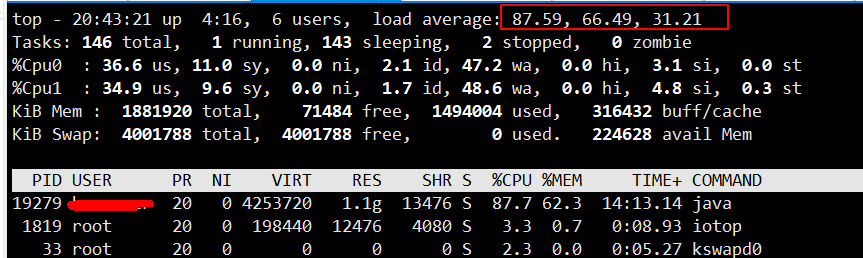 top - 20:43:21 up  4:16,  6 users,  load average: 87.59, 66.49, 31.21
Tasks: 146 total,   1 running, 143 sleeping,   2 stopped,   0 zombie
%Cpu0  : 36.6 us, 11.0 sy,  0.0 ni,  2.1 id, 47.2 wa,  0.0 hi,  3.1 si,  0.0 st
%Cpu1  : 34.9 us,  9.6 sy,  0.0 ni,  1.7 id, 48.6 wa,  0.0 hi,  4.8 si,  0.3 st
KiB Mem :  1881920 total,    71484 free,  1494004 used,   316432 buff/cache
KiB Swap:  4001788 total,  4001788 free,        0 used.   224628 avail Mem
PID USER      PR  NI    VIRT    RES    SHR S  %CPU %MEM     TIME+ COMMAND
19279           20   0 4253720   1.1g  13476 S  87.7 62.3  14:13.14 java
1819 root      20   0  198440  12476   4080 S   3.3  0.7   0:08.93 iotop
33 root      20   0       0      0      0 S   2.3  0.0   0:05.27 kswapd0